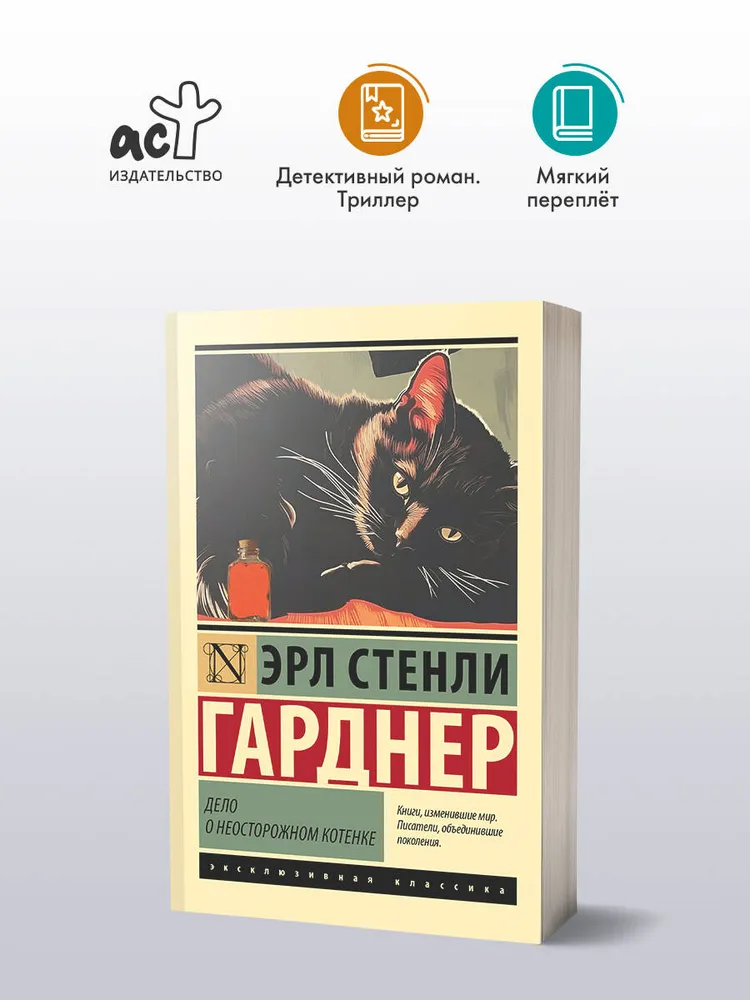 аст
ИЗДАТЕЛЬСТВО
Детективный роман.
Триллер
Мягкий
переплёт
N
ЭРЛ СТЕНЛИ
ГАРДНЕР
ДЕЛО
О НЕОСТОРОЖНОМ КОТЕНКЕ
Книги, изменившие мир.
Писатели, объединившие
поколения.
эксклюзивная классика